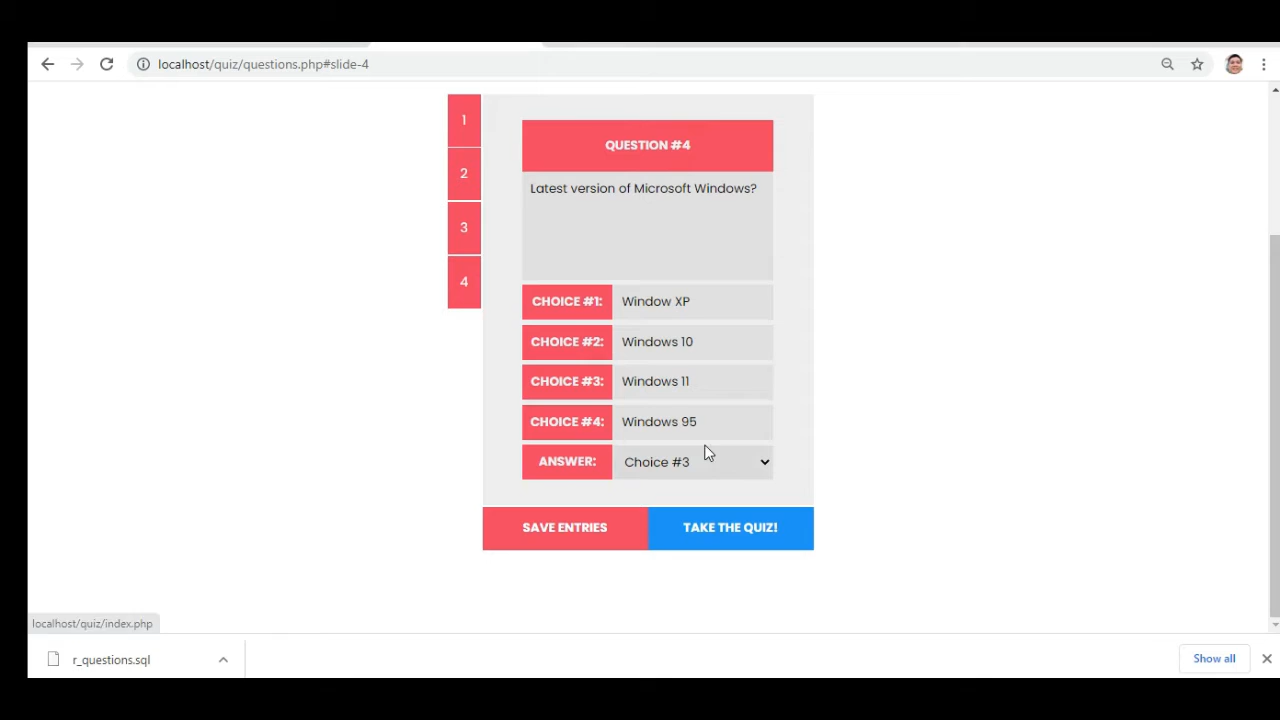 localhost/quiz/questions.php#slide-4
1
2
3
4
QUESTION #4
Latest version of Microsoft Windows?
CHOICE #1: Window XP
CHOICE #2: Windows 10
CHOICE #3: Windows 11
CHOICE #4: Windows 95
ANSWER: Choice #3
SAVE ENTRIES TAKE THE QUIZ!
localhost/quiz/index.php
r_questions.sql Show all